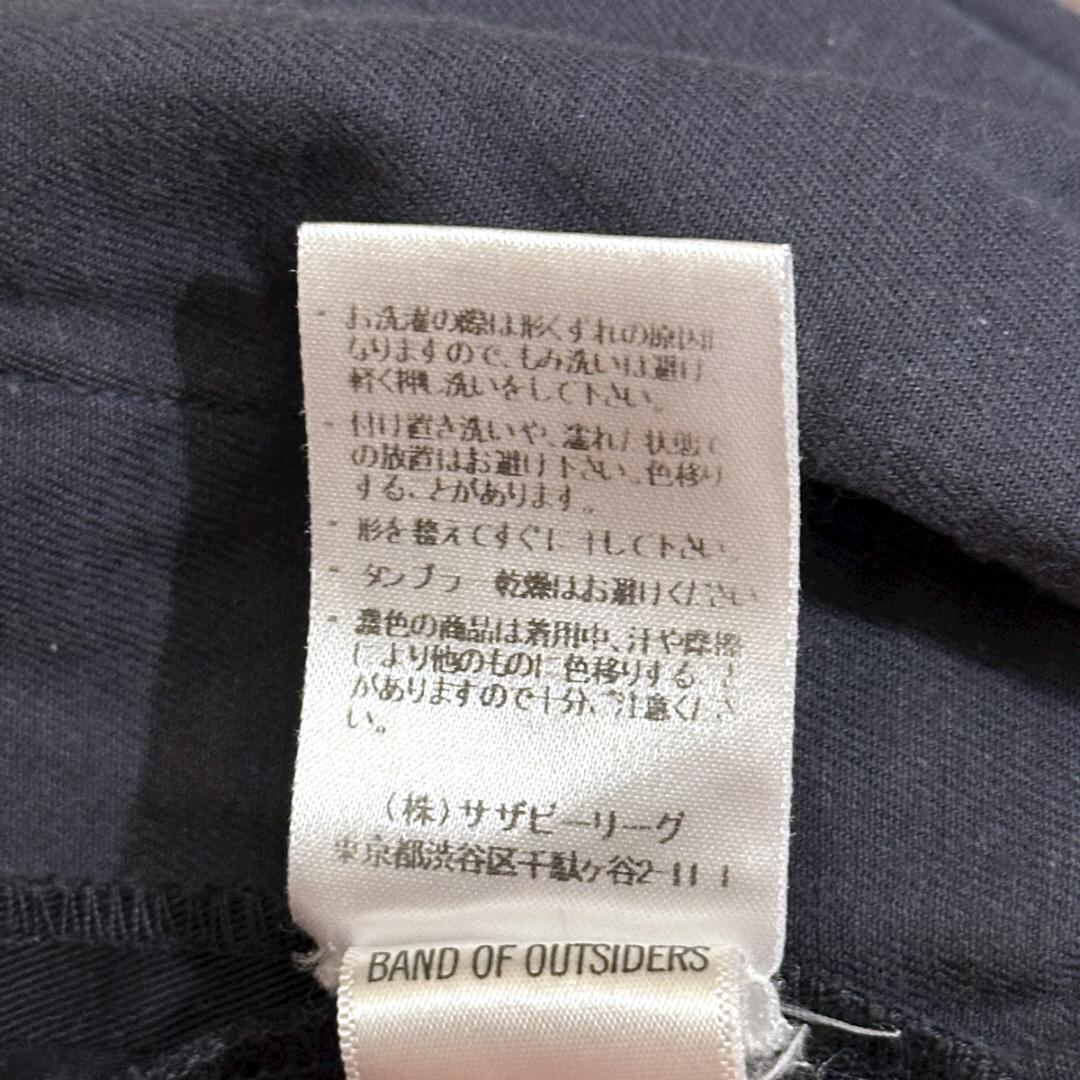 ・お洗濯の際は形くずれの原因に
なりますので、もみ洗いは避け
軽く押し洗いをして下さい。
・付け置き洗いや、濡れた状態で
の放置はお避け下さい。色移り
することがあります。
・形を整えてすぐに干して下さい
・タンブラー乾燥はお避けください
・濃色の商品は着用中、汗や摩擦
により他のものに色移りするこ
がありますので十分ご注意くださ
い。
(株)サザビーリーグ
東京都渋谷区千駄ヶ谷2-11-1
BAND OF OUTSIDERS